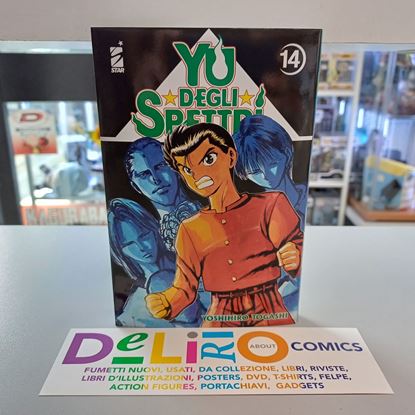 STAR
YU
DEGLI
SPETTRI
14
YOSHIHIRO TOGASHI
DELIRIO
ABOUT
COMICS
FUMETTI NUOVI, USATI, DA COLLEZIONE, LIBRI, RIVISTE,
LIBRI D'ILLUSTRAZIONI, POSTERS, DVD, T-SHIRTS, FELPE,
ACTION FIGURES, PORTACHIAVI, GADGETS